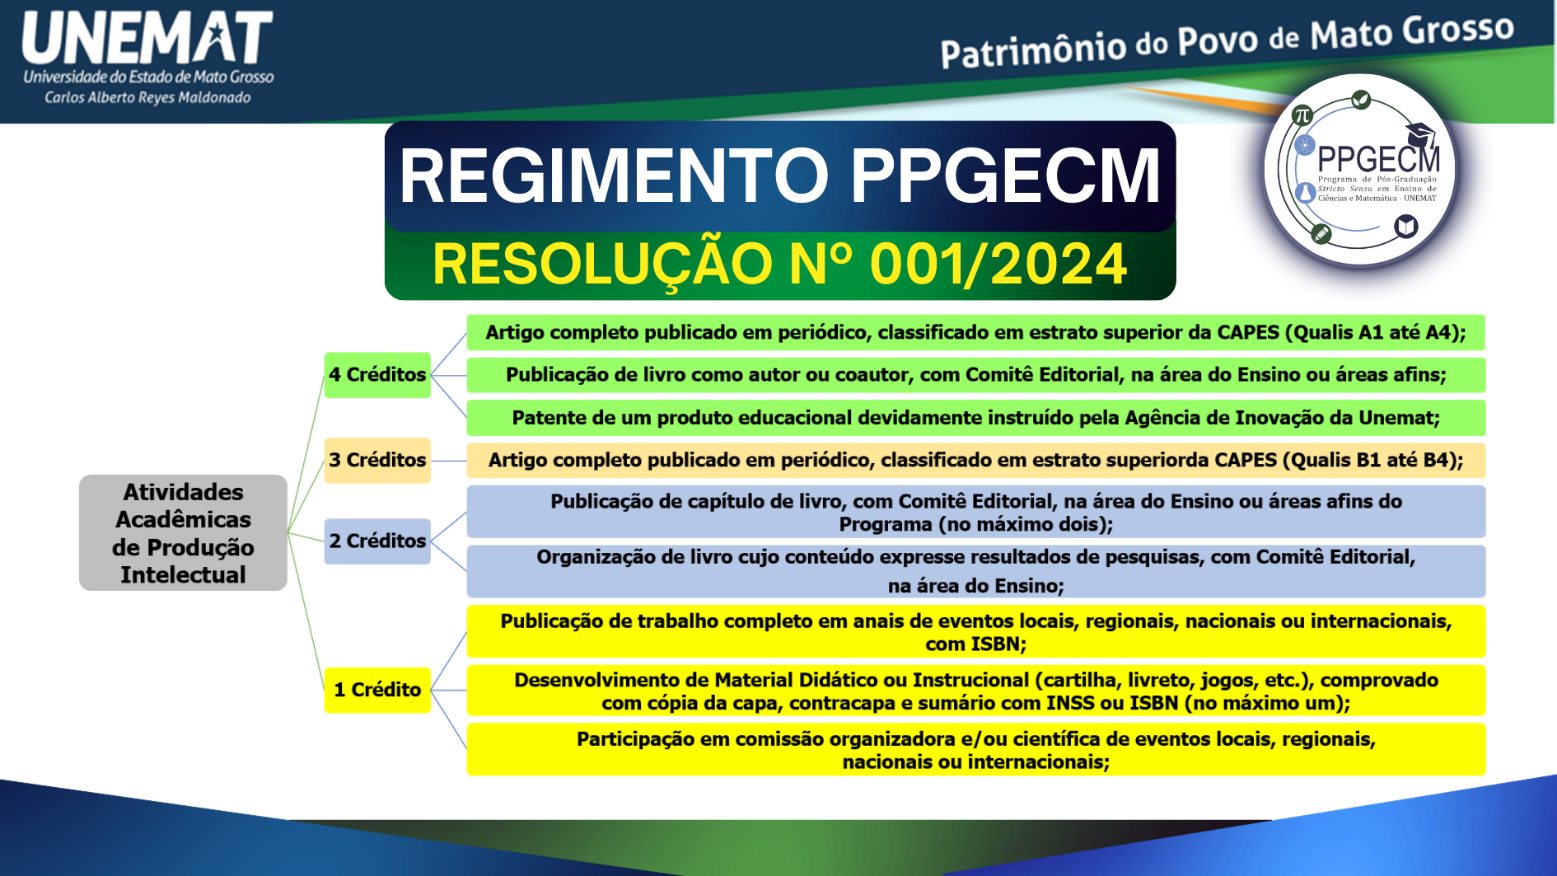 UNEMAT
Universidade do Estado de Mato Grosso
Carlos Alberto Reyes Maldonado
Patrimônio do Povo de Mato Grosso
π
PPGECM
Programa de Pós-Graduação
Stricto Sensu em Ensino de
Ciências e Matemática - UNEMAT
REGIMENTO PPGECM
RESOLUÇÃO Nº 001/2024
Atividades
Acadêmicas
de Produção
Intelectual
4 Créditos
Artigo completo publicado em periódico, classificado em estrato superior da CAPES (Qualis A1 até A4);
Publicação de livro como autor ou coautor, com Comitê Editorial, na área do Ensino ou áreas afins;
Patente de um produto educacional devidamente instruído pela Agência de Inovação da Unemat;
3 Créditos
Artigo completo publicado em periódico, classificado em estrato superiorda CAPES (Qualis B1 até B4);
2 Créditos
Publicação de capítulo de livro, com Comitê Editorial, na área do Ensino ou áreas afins do
Programa (no máximo dois);
Organização de livro cujo conteúdo expresse resultados de pesquisas, com Comitê Editorial,
na área do Ensino;
1 Crédito
Publicação de trabalho completo em anais de eventos locais, regionais, nacionais ou internacionais,
com ISBN;
Desenvolvimento de Material Didático ou Instrucional (cartilha, livreto, jogos, etc.), comprovado
com cópia da capa, contracapa e sumário com INSS ou ISBN (no máximo um);
Participação em comissão organizadora e/ou científica de eventos locais, regionais,
nacionais ou internacionais;